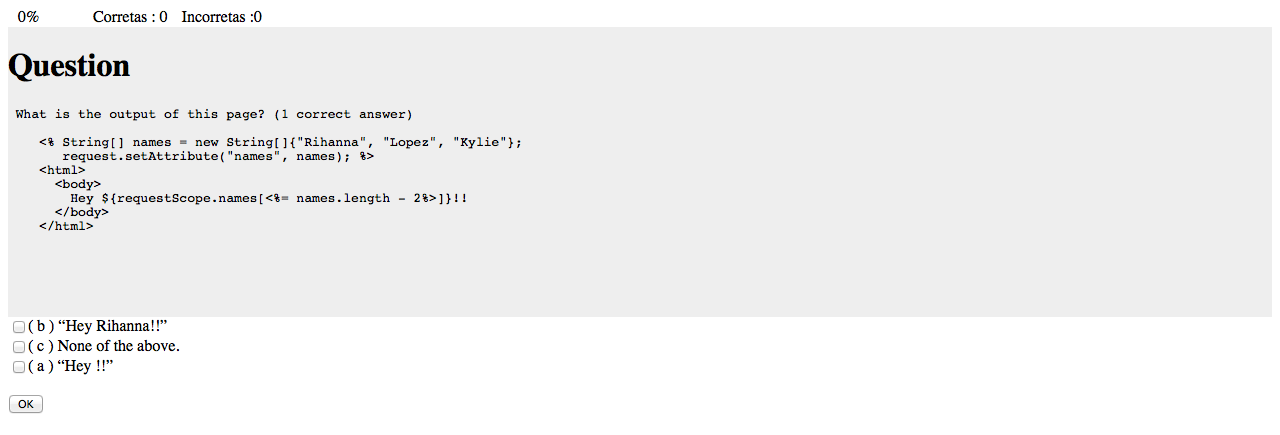 0% Corretas : 0 Incorretas :0
Question
What is the output of this page? (1 correct answer)
<% String[] names = new String[]{"Rihanna", "Lopez", "Kylie"};
request.setAttribute("names", names); %>
<html>
<body>
Hey ${requestScope.names[<%= names.length - 2%>]}!!
</body>
</html>
( b ) “Hey Rihanna!!”
( c ) None of the above.
( a ) “Hey !!”
OK